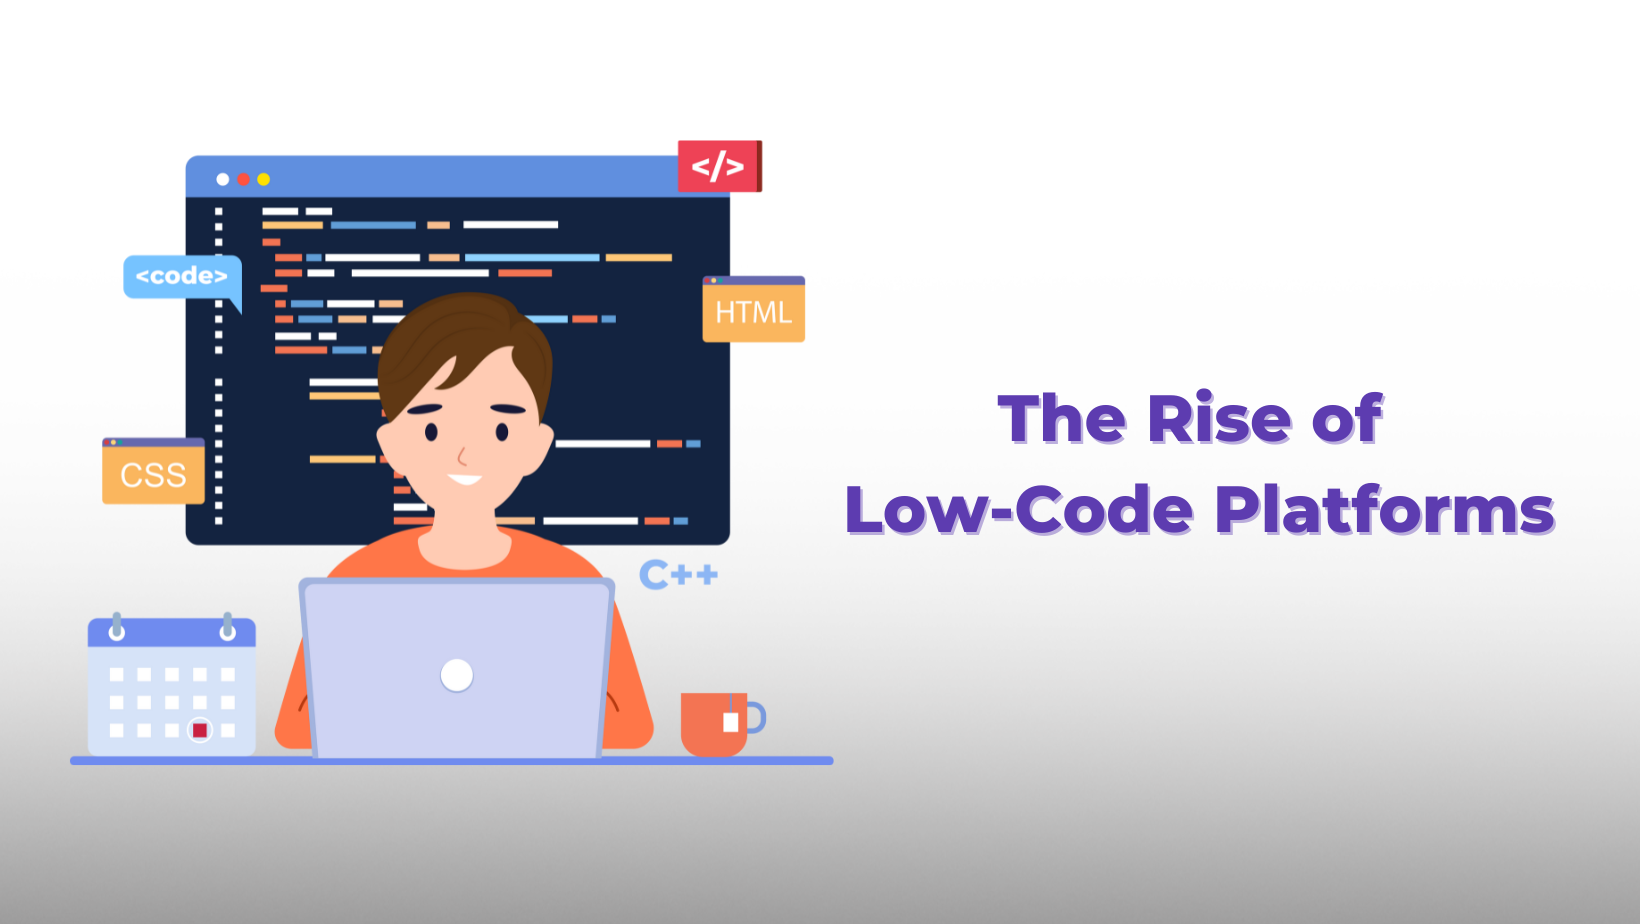 </>
<code>
HTML
CSS
C++
The Rise of
Low-Code Platforms